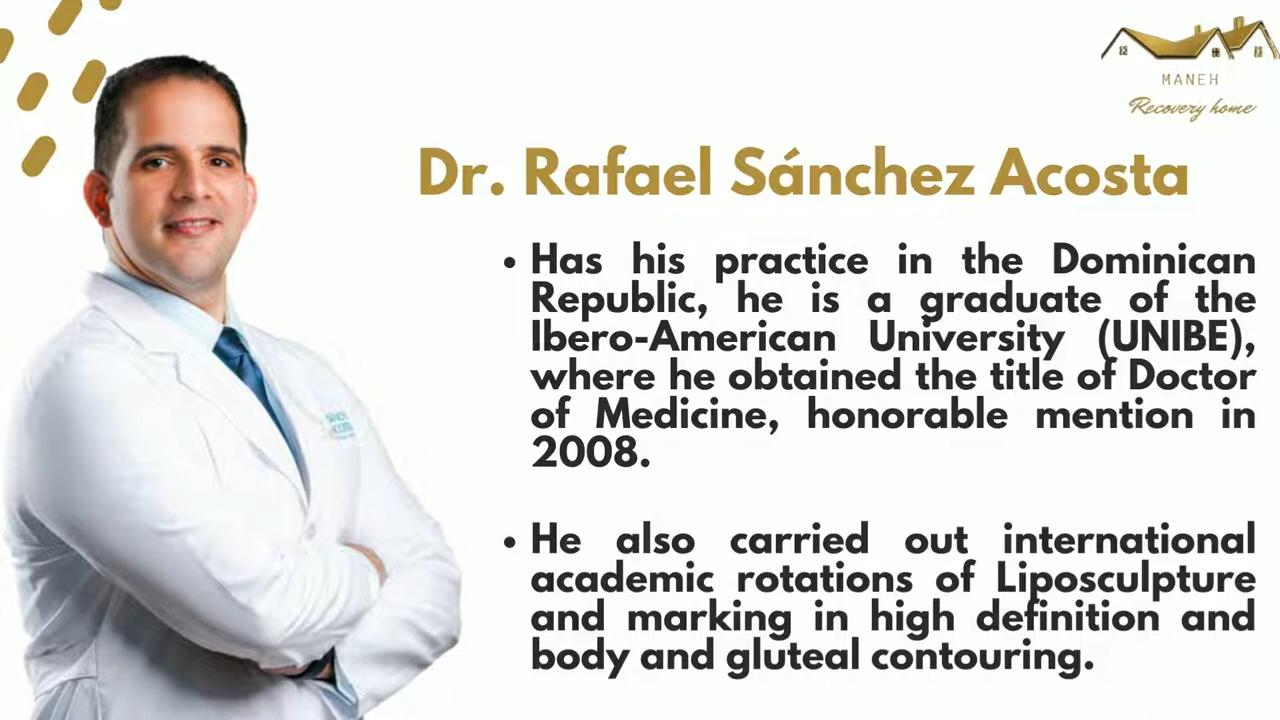 MANEH
Recovery home
Dr. Rafael Sánchez Acosta
• Has his practice in the Dominican
Republic, he is a graduate of the
Ibero-American University (UNIBE),
where he obtained the title of Doctor
of Medicine, honorable mention in
2008.
• He also carried out international
academic rotations of Liposculpture
and marking in high definition and
body and gluteal contouring.